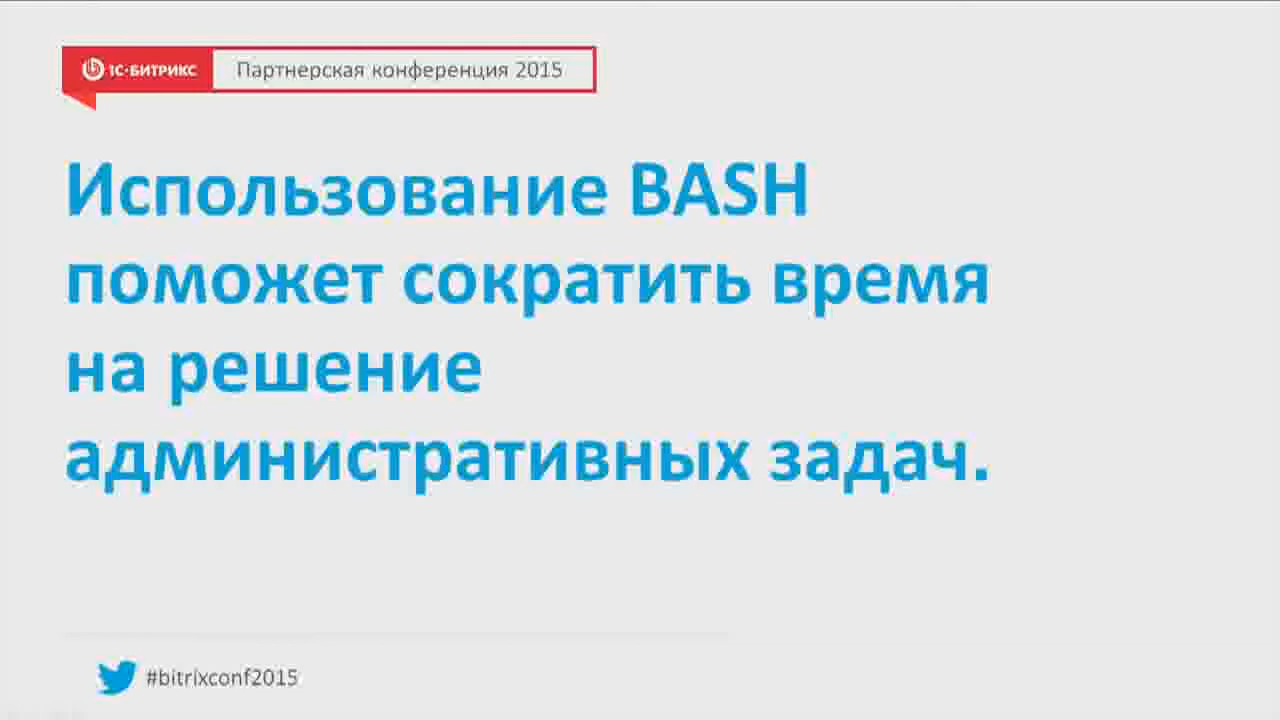 1С-БИТРИКС Партнерская конференция 2015
Использование BASH
поможет сократить время
на решение
административных задач.
#bitrixconf2015